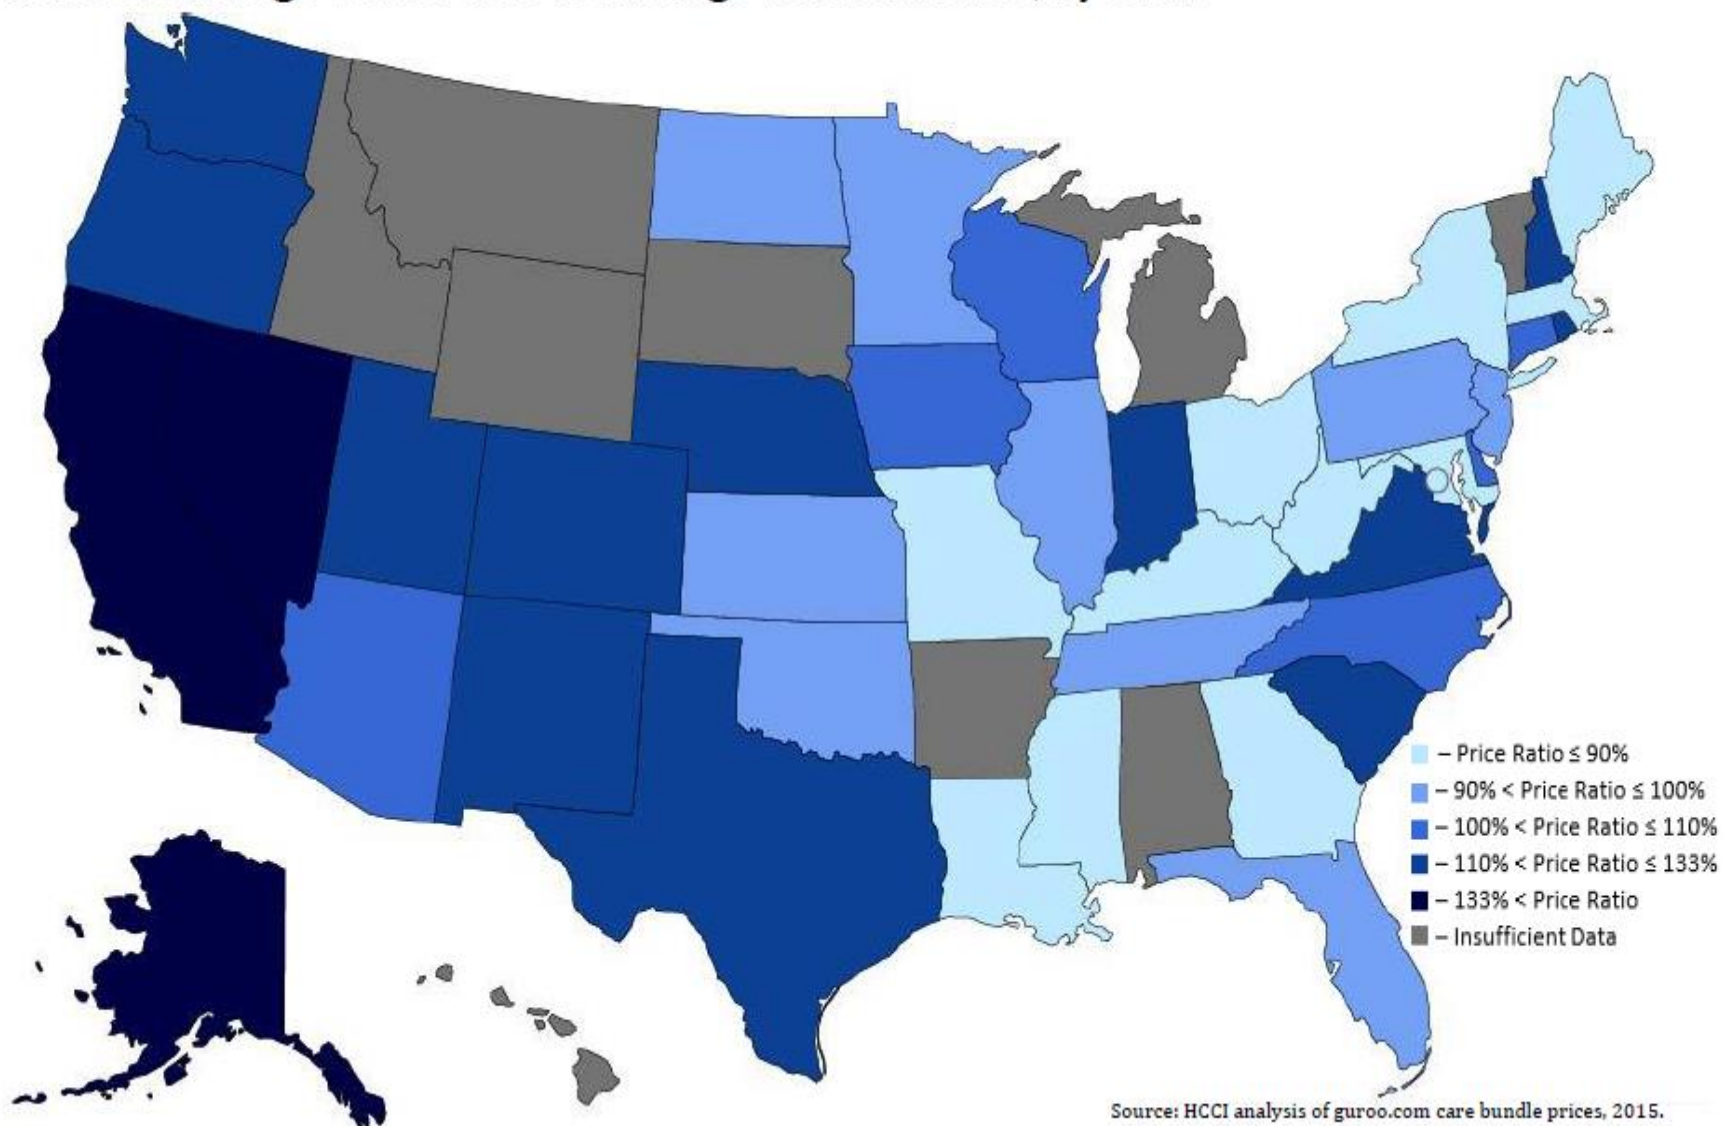 – Price Ratio ≤ 90%
– 90% < Price Ratio ≤ 100%
– 100% < Price Ratio ≤ 110%
– 110% < Price Ratio ≤ 133%
– 133% < Price Ratio
– Insufficient Data
Source: HCCI analysis of guroo.com care bundle prices, 2015.